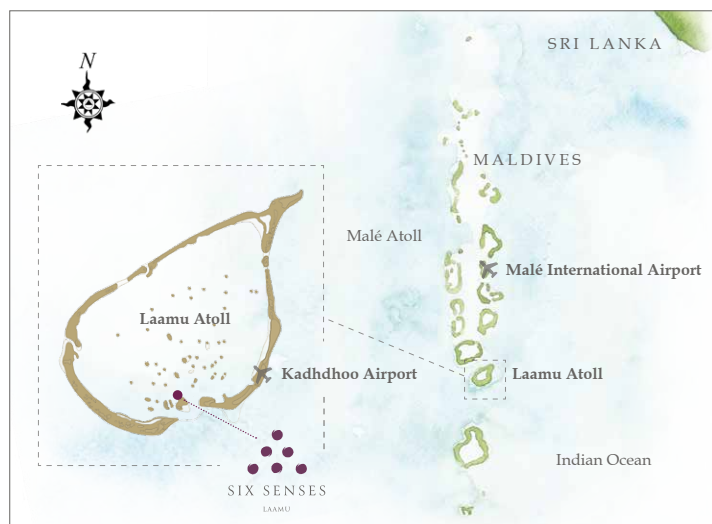 SRI LANKA
N
MALDIVES
Malé Atoll
Malé International Airport
Laamu Atoll
Kadhdhoo Airport
Laamu Atoll
Indian Ocean
SIX SENSES
LAAMU